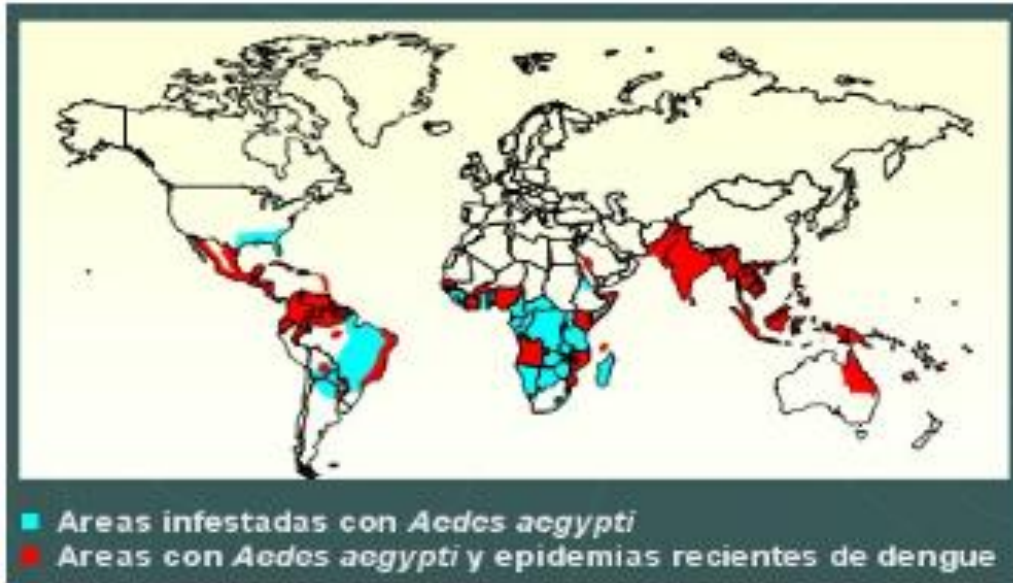 Areas infestadas con Aedes aegypti
Areas con Aedes aegypti y epidemias recientes de dengue